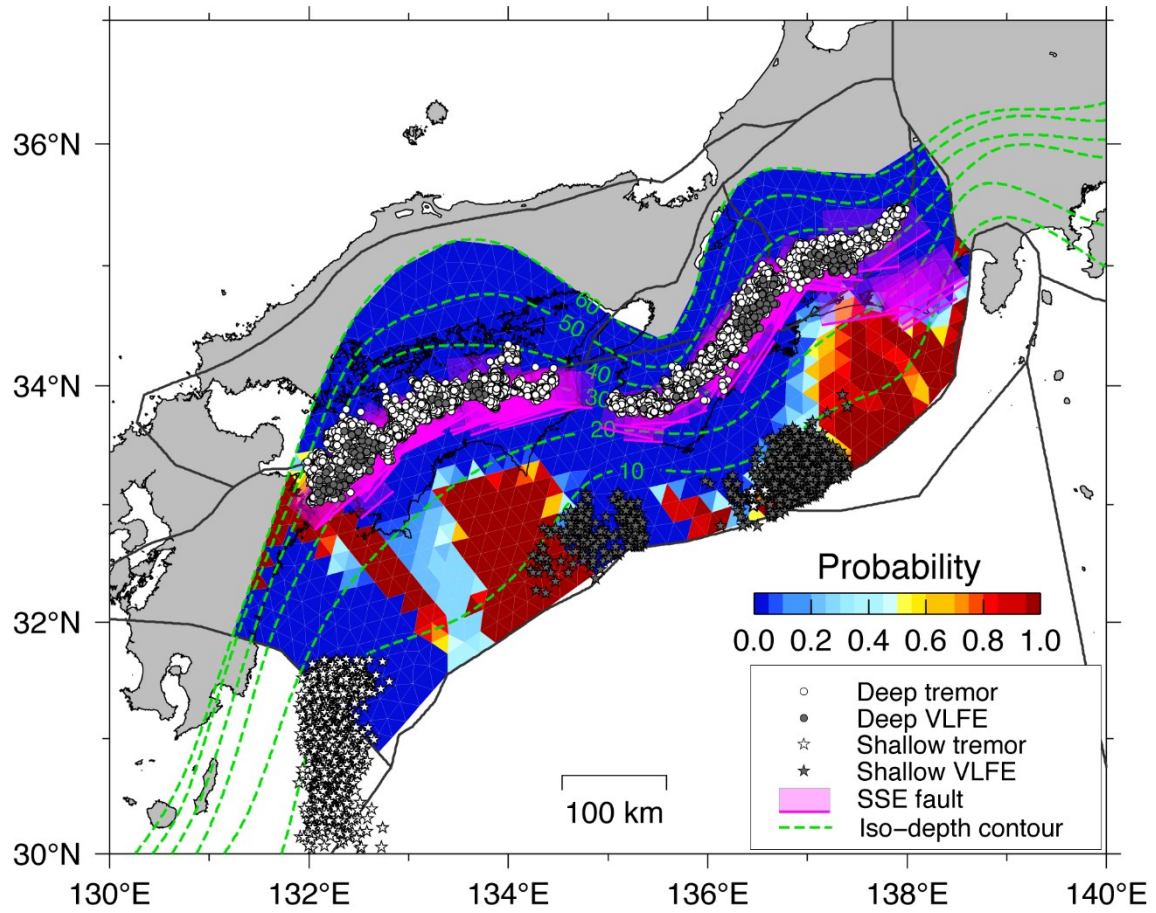 36°N
34°N
32°N
30°N
130°E
132°E
134°E
136°E
138°E
140°E
60
50
40
30
20
10
Probability
0.0 0.2 0.4 0.6 0.8 1.0
Deep tremor
Deep VLFE
Shallow tremor
Shallow VLFE
SSE fault
Iso-depth contour
100 km